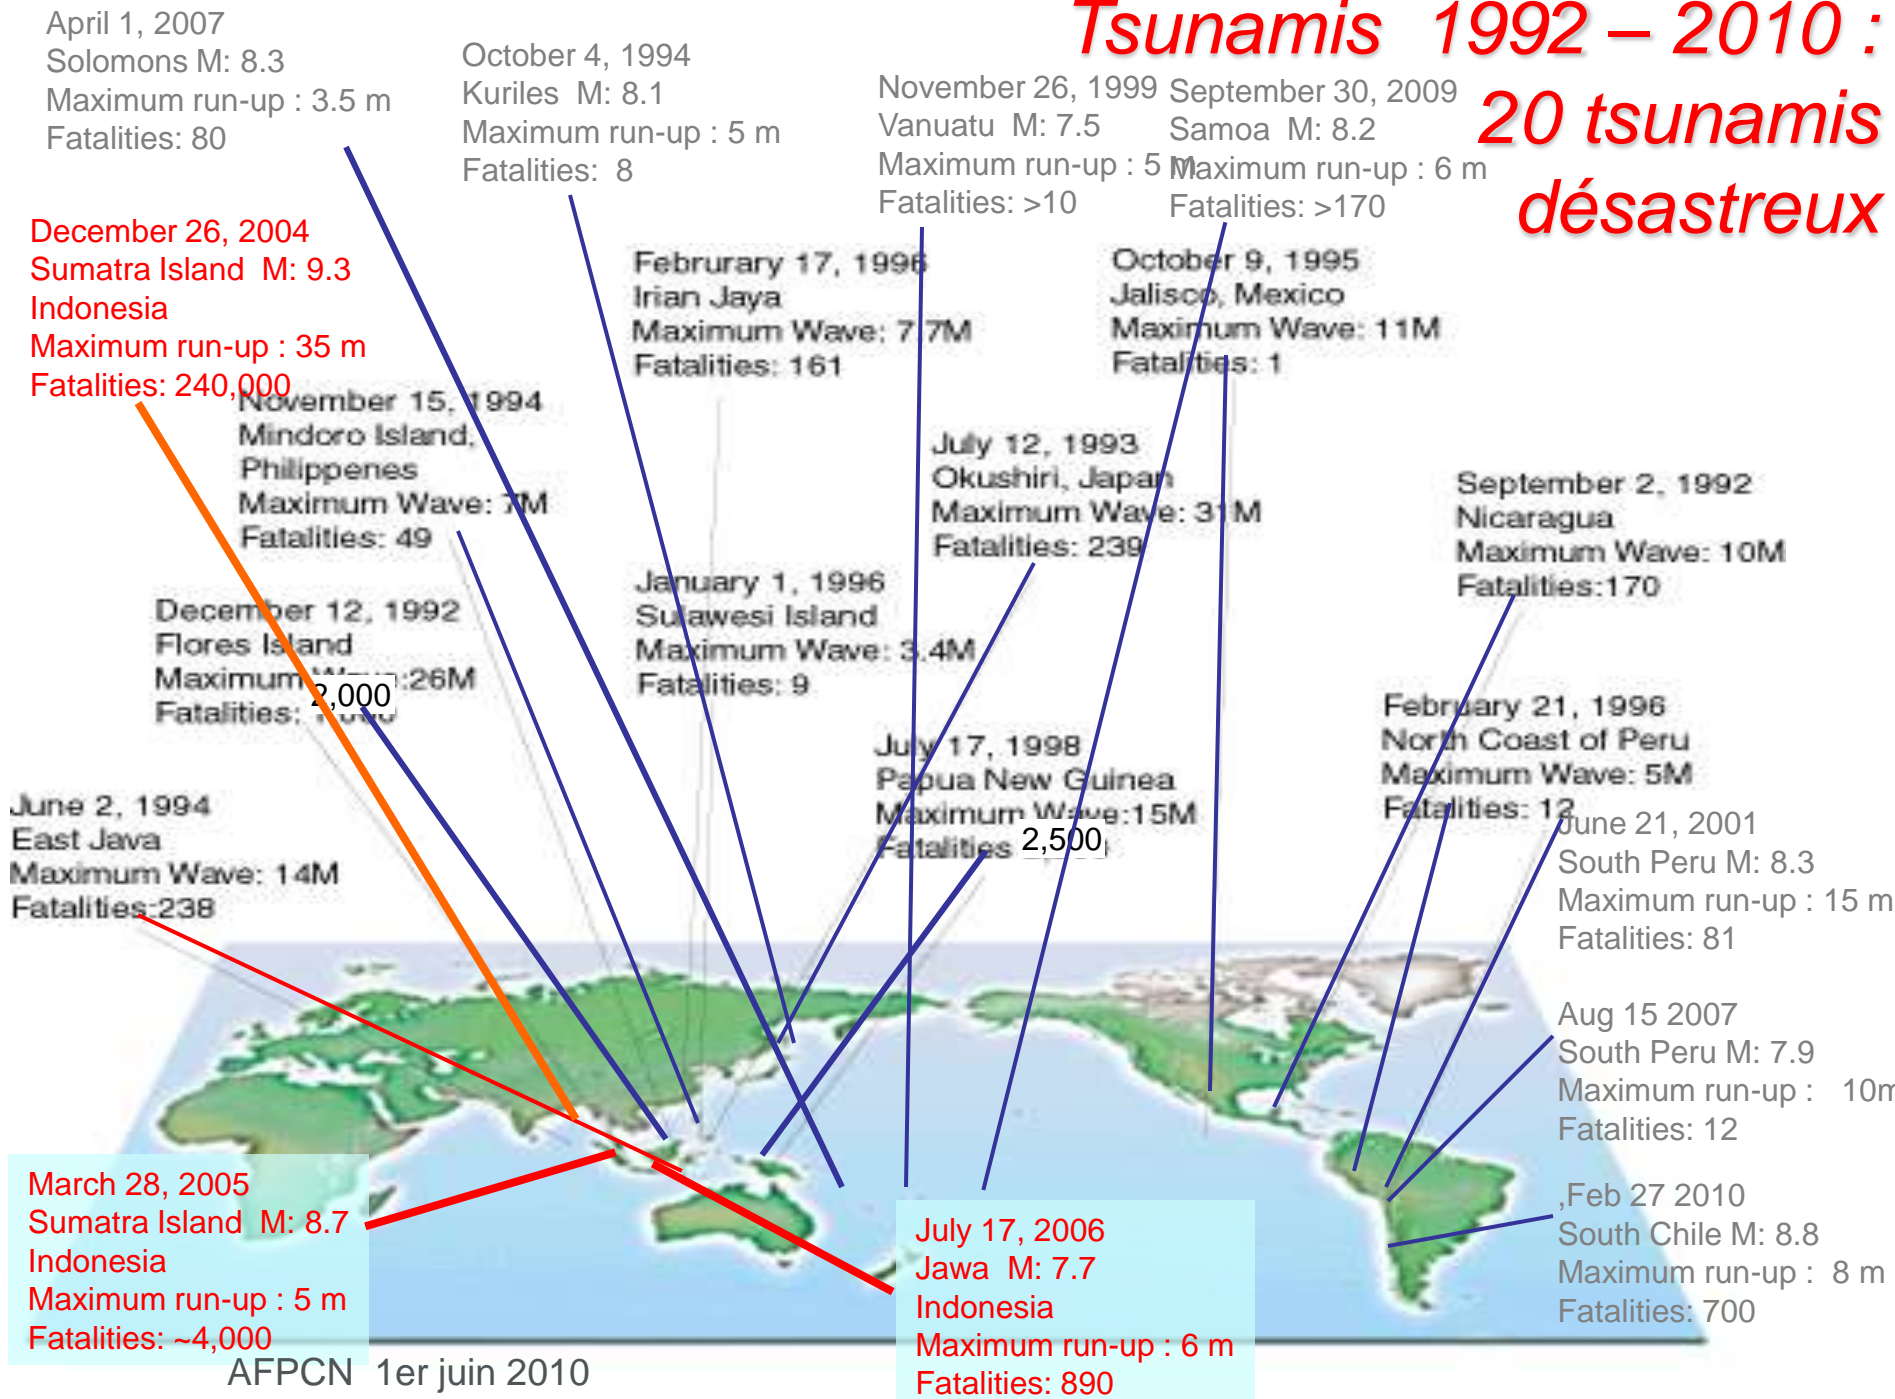 Tsunamis 1992 – 2010 :
20 tsunamis
désastreux
April 1, 2007
Solomons M: 8.3
Maximum run-up : 3.5 m
Fatalities: 80
October 4, 1994
Kuriles M: 8.1
Maximum run-up : 5 m
Fatalities: 8
November 26, 1999
Vanuatu M: 7.5
Maximum run-up : 5 m
Fatalities: >10
September 30, 2009
Samoa M: 8.2
Maximum run-up : 6 m
Fatalities: >170
December 26, 2004
Sumatra Island M: 9.3
Indonesia
Maximum run-up : 35 m
Fatalities: 240,000
Februrary 17, 1996
Irian Jaya
Maximum Wave: 7.7M
Fatalities: 161
October 9, 1995
Jalisco, Mexico
Maximum Wave: 11M
Fatalities: 1
November 15, 1994
Mindoro Island,
Philippenes
Maximum Wave: 7M
Fatalities: 49
July 12, 1993
Okushiri, Japan
Maximum Wave: 31M
Fatalities: 239
September 2, 1992
Nicaragua
Maximum Wave: 10M
Fatalities:170
December 12, 1992
Flores Island
Maximum Wave:26M
Fatalities: 2,000
January 1, 1996
Sulawesi Island
Maximum Wave: 3.4M
Fatalities: 9
February 21, 1996
North Coast of Peru
Maximum Wave: 5M
Fatalities: 12
July 17, 1998
Papua New Guinea
Maximum Wave:15M
Fatalities 2,500
June 2, 1994
East Java
Maximum Wave: 14M
Fatalities:238
June 21, 2001
South Peru M: 8.3
Maximum run-up : 15 m
Fatalities: 81
Aug 15 2007
South Peru M: 7.9
Maximum run-up : 10m
Fatalities: 12
,Feb 27 2010
South Chile M: 8.8
Maximum run-up : 8 m
Fatalities: 700
March 28, 2005
Sumatra Island M: 8.7
Indonesia
Maximum run-up : 5 m
Fatalities: ~4,000
July 17, 2006
Jawa M: 7.7
Indonesia
Maximum run-up : 6 m
Fatalities: 890
AFPCN 1er juin 2010